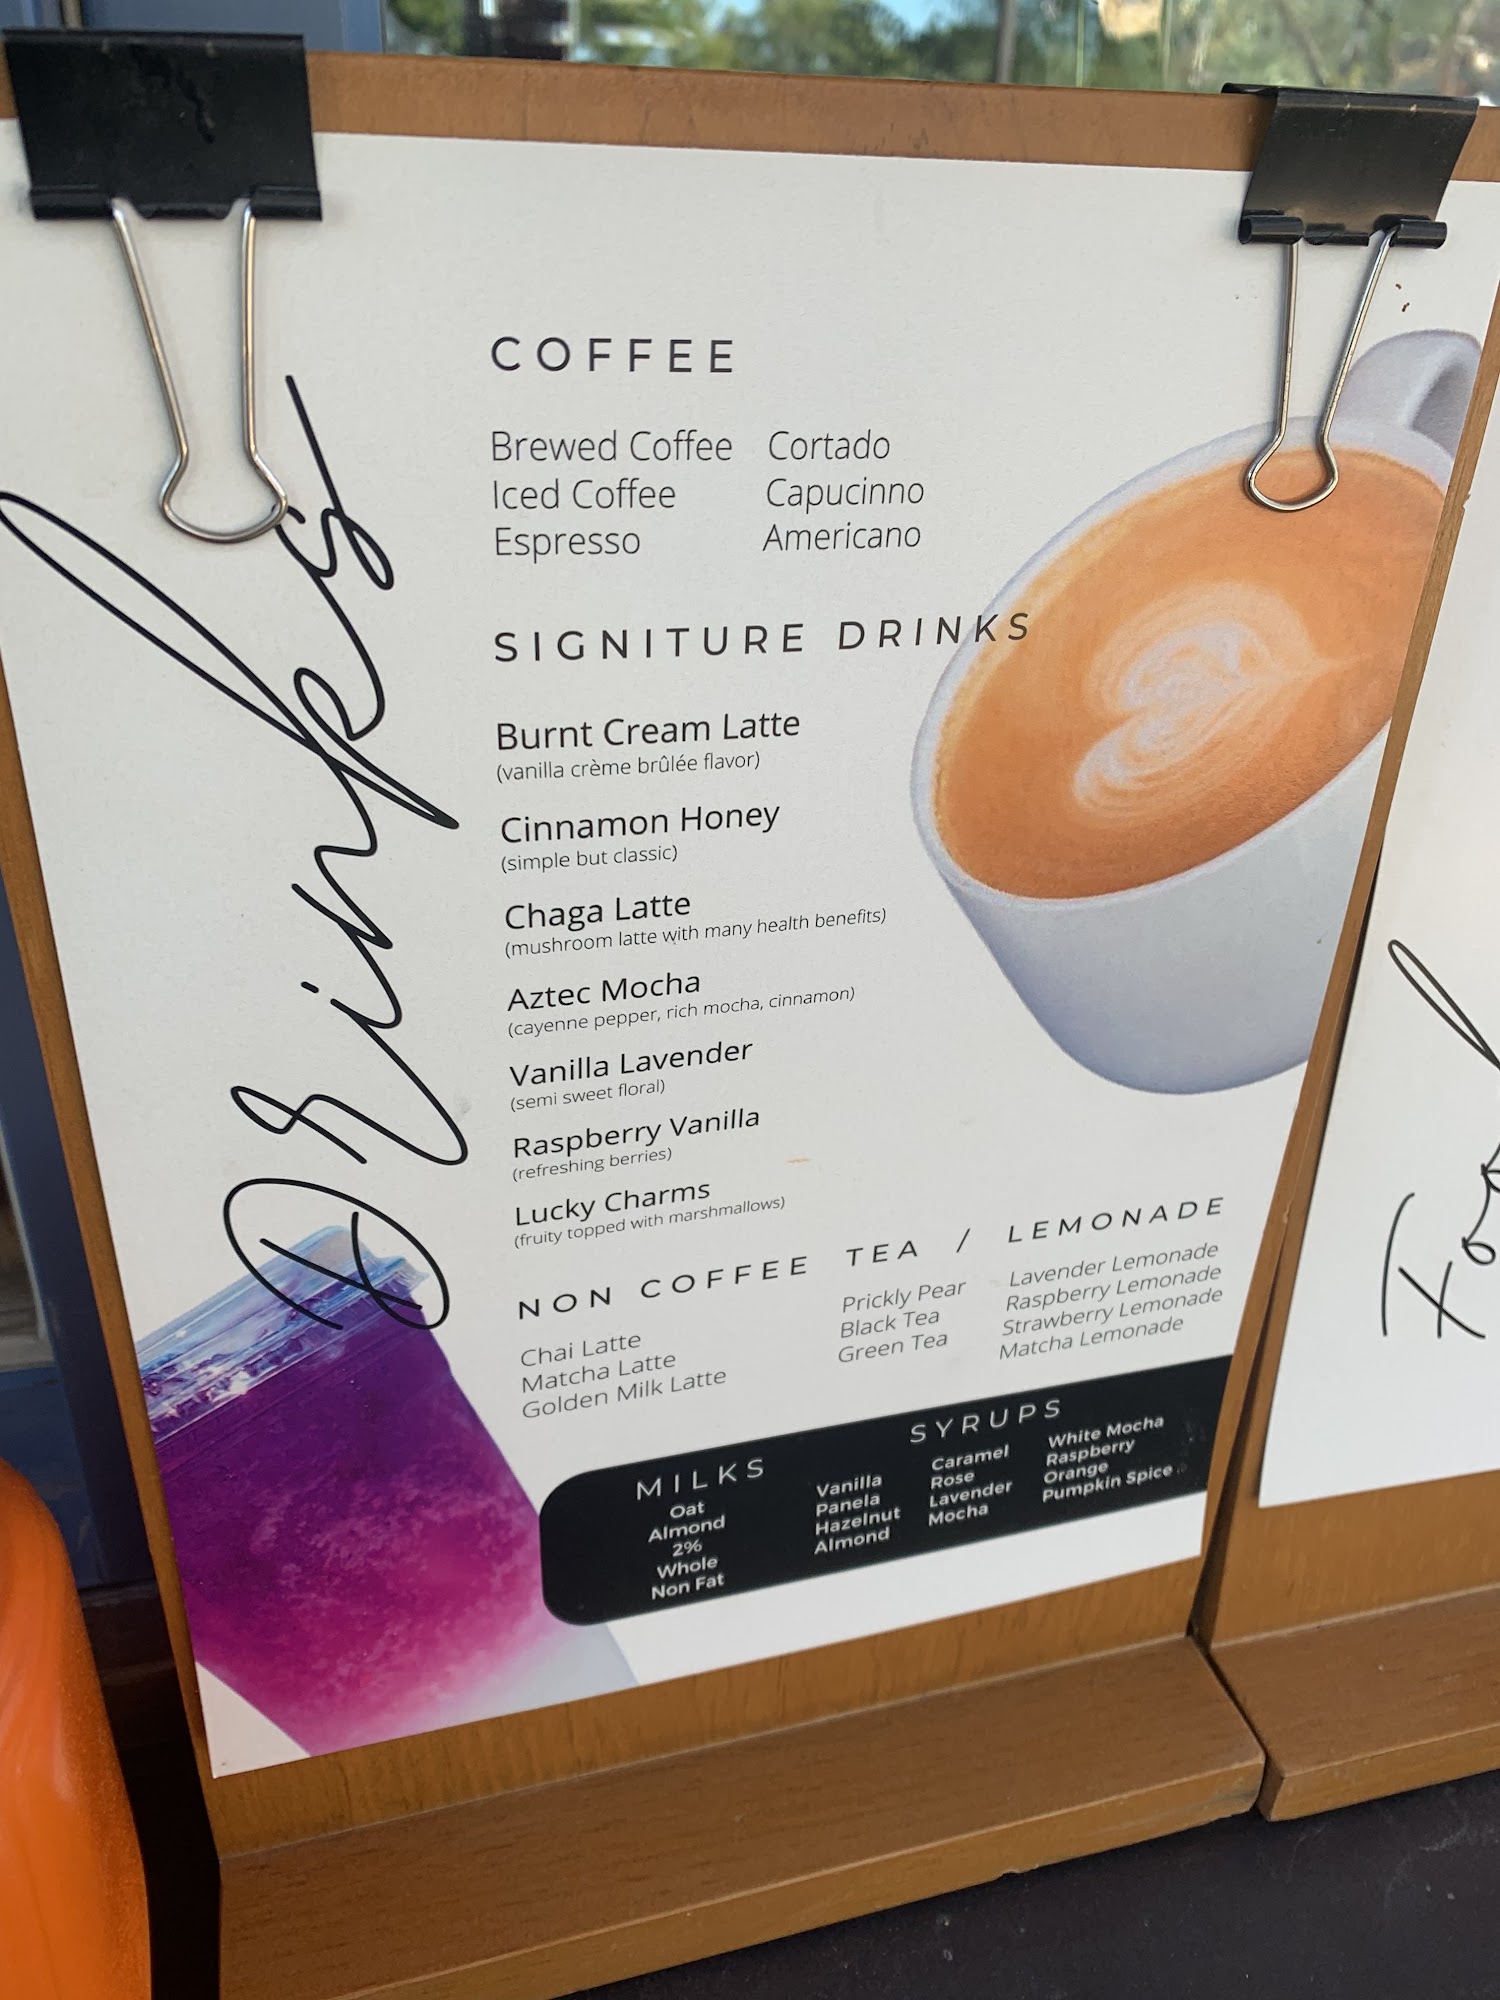 Drinks
COFFEE
Brewed Coffee
Iced Coffee
Espresso
Cortado
Capucinno
Americano
SIGNITURE DRINKS
Burnt Cream Latte
(vanilla crème brûlée flavor)
Cinnamon Honey
(simple but classic)
Chaga Latte
(mushroom latte with many health benefits)
Aztec Mocha
(cayenne pepper, rich mocha, cinnamon)
Vanilla Lavender
(semi sweet floral)
Raspberry Vanilla
(refreshing berries)
Lucky Charms
(fruity topped with marshmallows)
NON COFFEE
Chai Latte
Matcha Latte
Golden Milk Latte
TEA / LEMONADE
Prickly Pear
Black Tea
Green Tea
Lavender Lemonade
Raspberry Lemonade
Strawberry Lemonade
Matcha Lemonade
MILKS
Oat
Almond
2%
Whole
Non Fat
SYRUPS
Vanilla
Panela
Hazelnut
Almond
Caramel
Rose
Lavender
Mocha
White Mocha
Raspberry
Orange
Pumpkin Spice